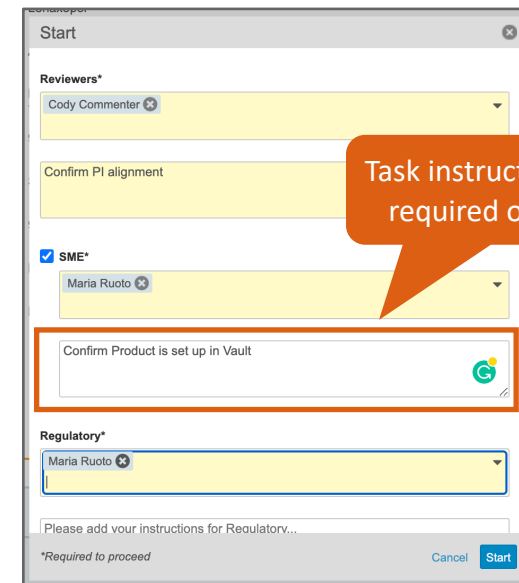 Start
Reviewers*
Cody Commenter
Confirm PI alignment
Task instruc
required o
SME*
Maria Ruoto
Confirm Product is set up in Vault
G
Regulatory*
Maria Ruoto
Please add your instructions for Regulatory...
*Required to proceed
Cancel Start